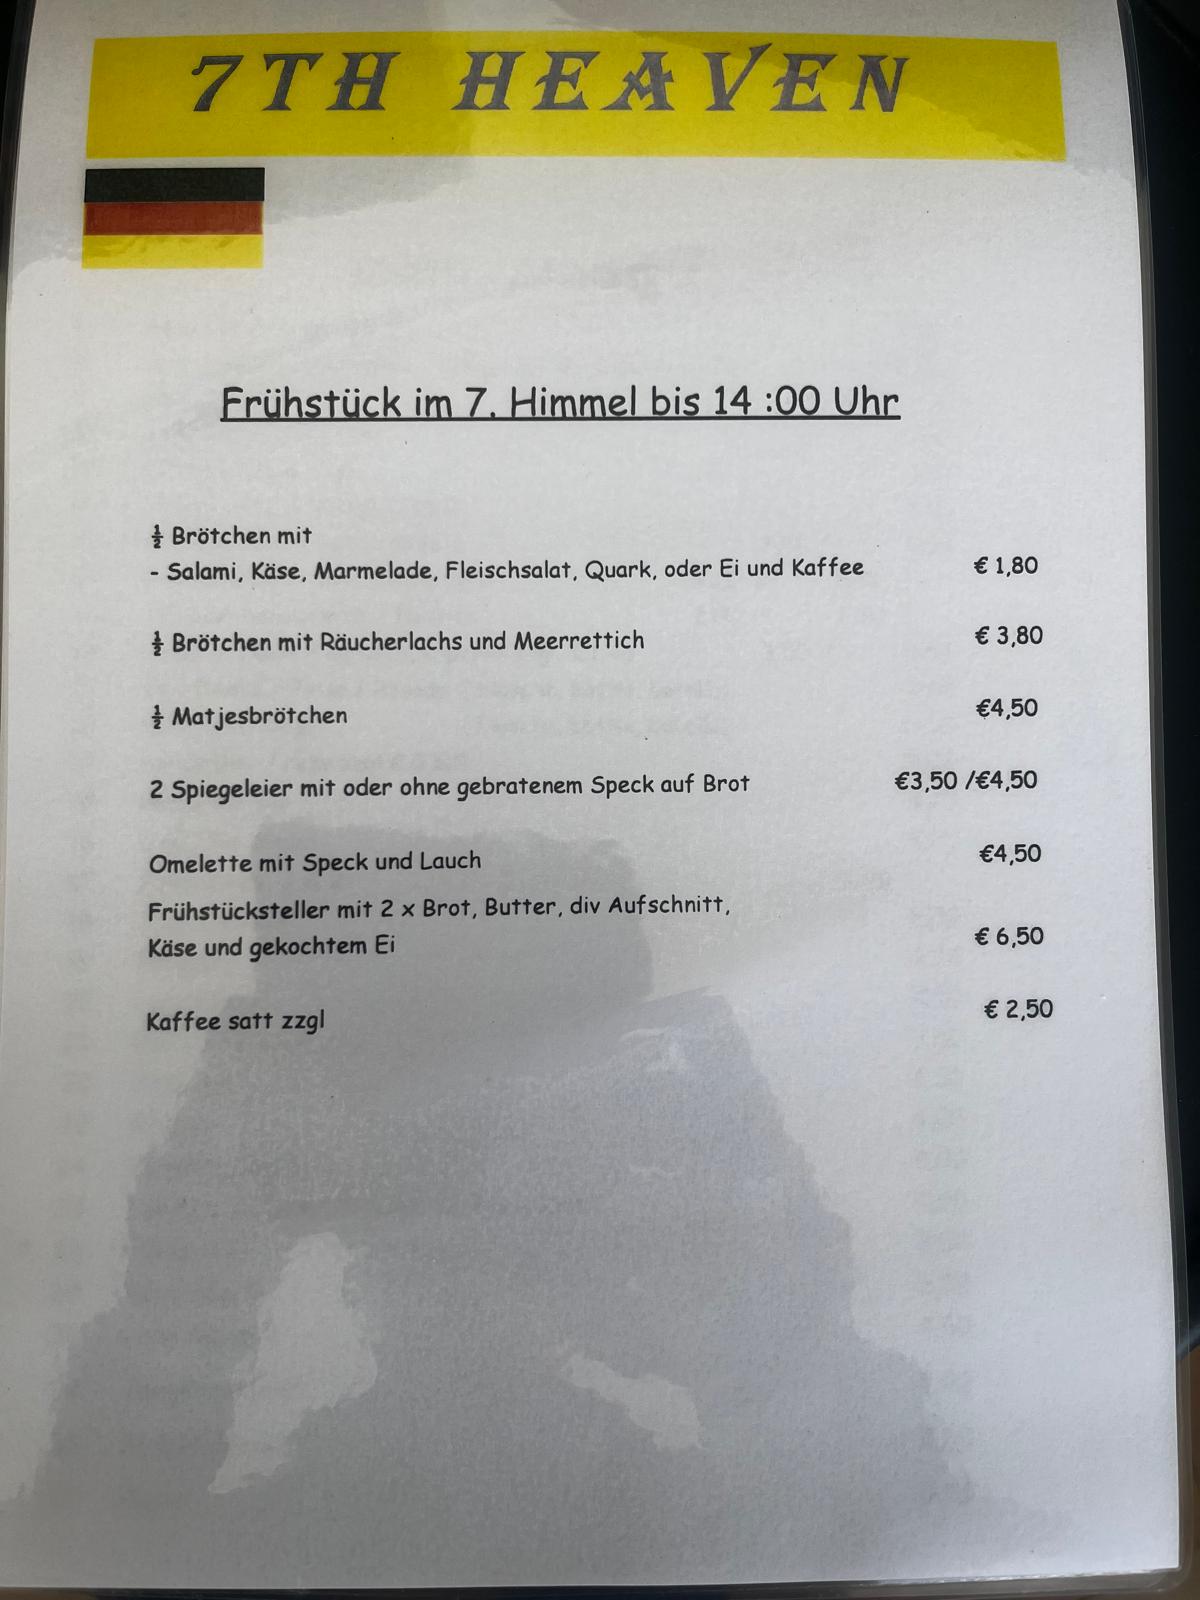 7TH HEAVEN
Frühstück im 7. Himmel bis 14 :00 Uhr
½ Brötchen mit
- Salami, Käse, Marmelade, Fleischsalat, Quark, oder Ei und Kaffee € 1,80
½ Brötchen mit Räucherlachs und Meerrettich € 3,80
½ Matjesbrötchen €4,50
2 Spiegeleier mit oder ohne gebratenem Speck auf Brot €3,50 /€4,50
Omelette mit Speck und Lauch €4,50
Frühstücksteller mit 2 x Brot, Butter, div Aufschnitt,
Käse und gekochtem Ei € 6,50
Kaffee satt zzgl € 2,50